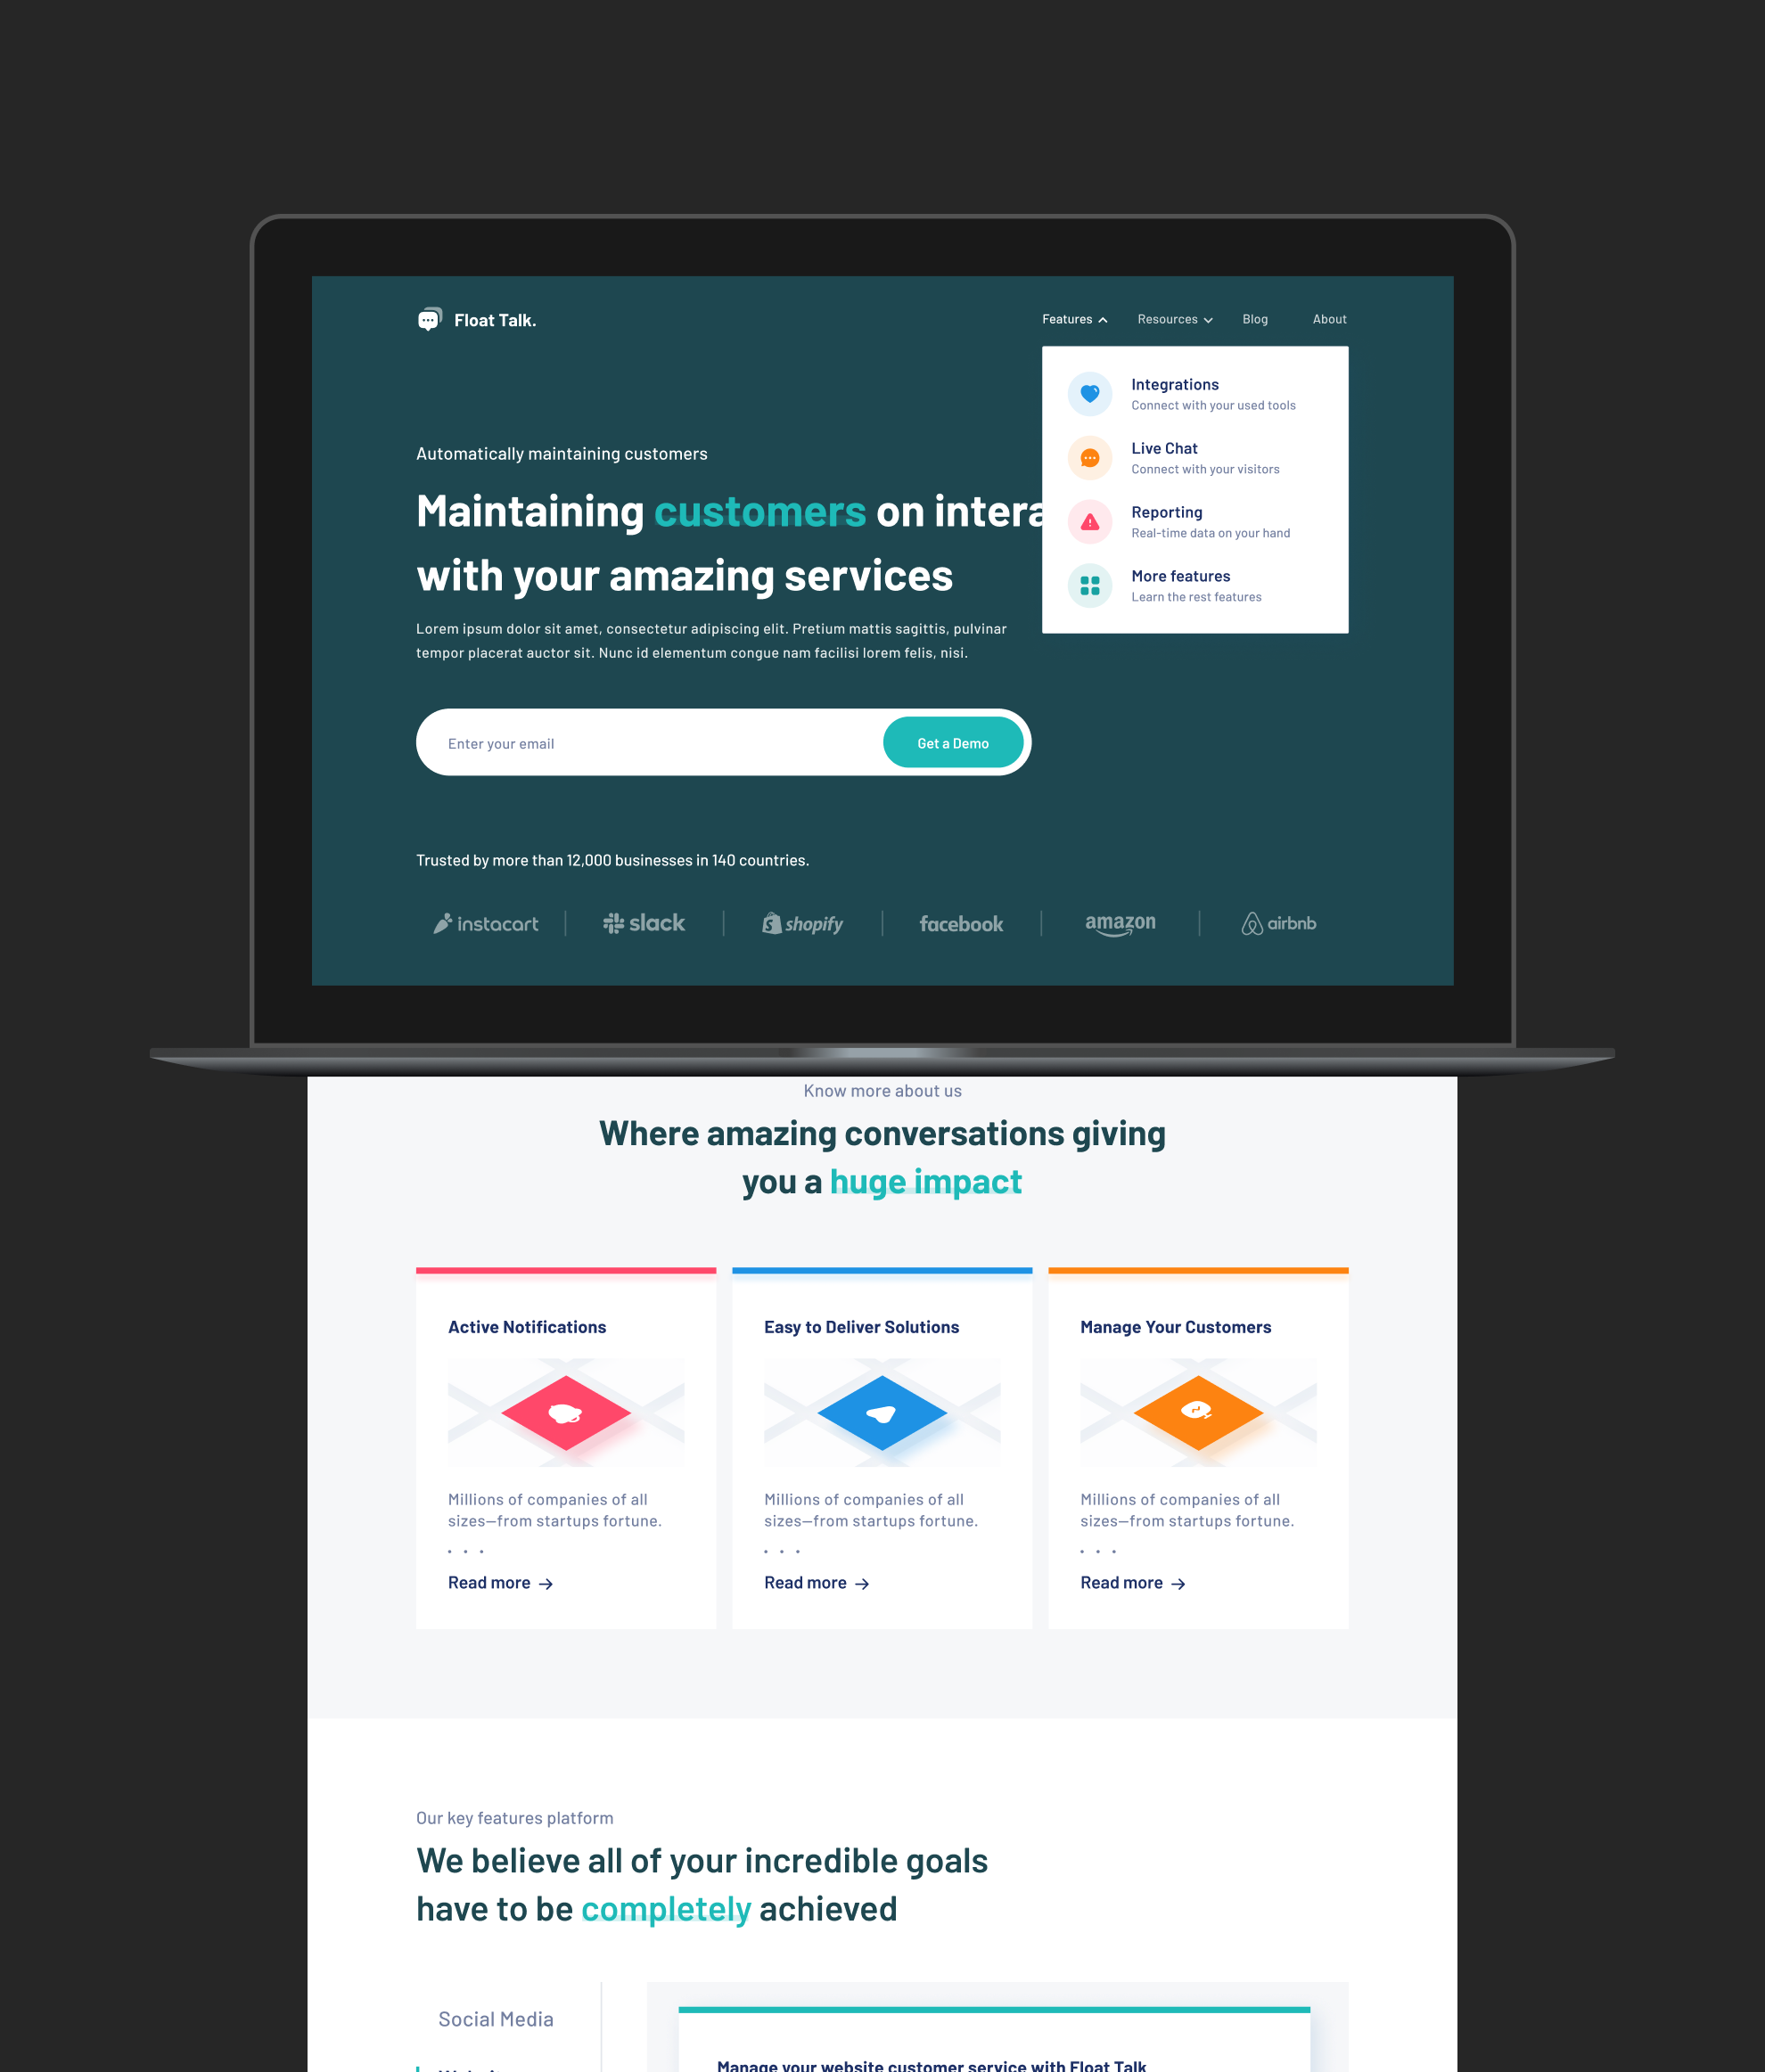 Float Talk.
Features
Resources
Blog
About
Integrations
Connect with your used tools
Live Chat
Connect with your visitors
Reporting
Real-time data on your hand
More features
Learn the rest features
Automatically maintaining customers
Maintaining customers on intera
with your amazing services
Lorem ipsum dolor sit amet, consectetur adipiscing elit. Pretium mattis sagittis, pulvinar
tempor placerat auctor sit. Nunc id elementum congue nam facilisi lorem felis, nisi.
Enter your email
Get a Demo
Trusted by more than 12,000 businesses in 140 countries.
instacart
slack
shopify
facebook
amazon
airbnb
Know more about us
Where amazing conversations giving
you a huge impact
Active Notifications
Millions of companies of all
sizes—from startups fortune.
Read more
Easy to Deliver Solutions
Millions of companies of all
sizes—from startups fortune.
Read more
Manage Your Customers
Millions of companies of all
sizes—from startups fortune.
Read more
Our key features platform
We believe all of your incredible goals
have to be completely achieved
Social Media
Manage your website customer service with Float Talk